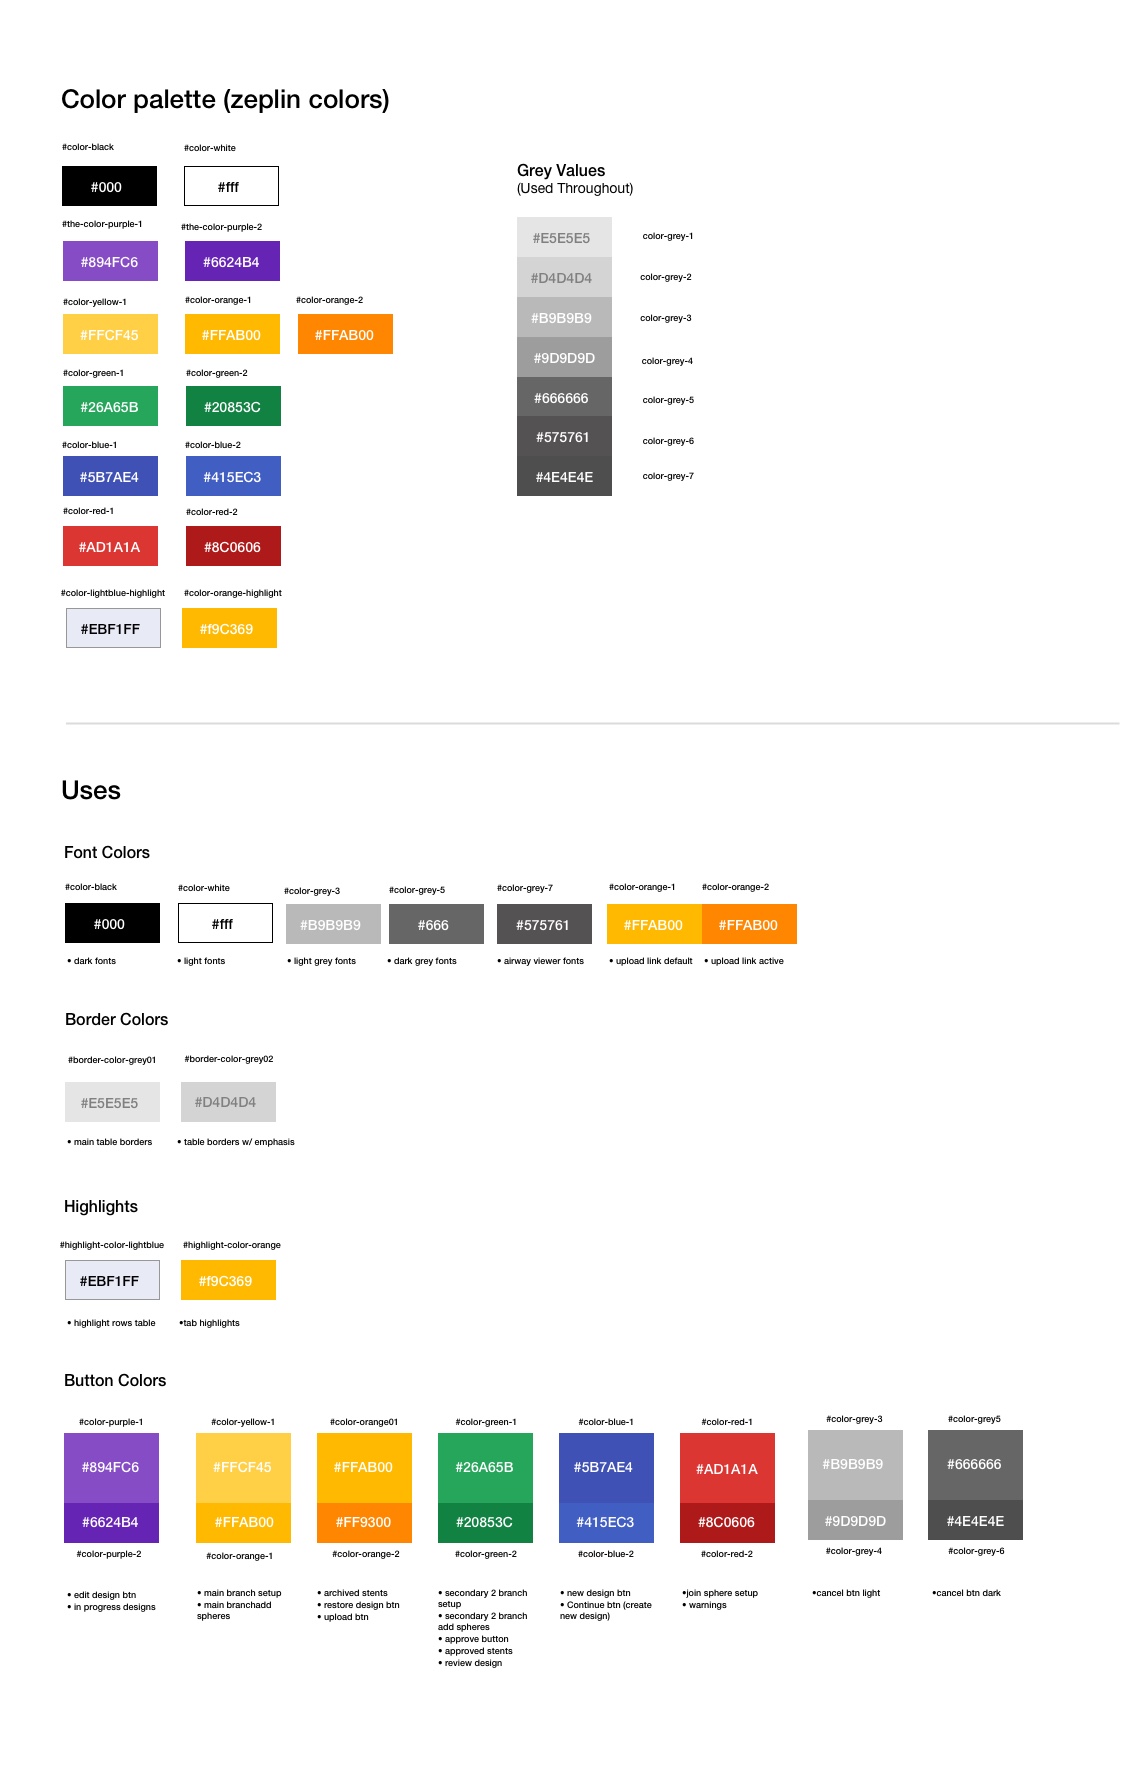 Color palette (zeplin colors)
#color-black
#color-white
#000
#fff
#the-color-purple-1
#the-color-purple-2
#894FC6
#6624B4
#color-yellow-1
#color-orange-1
#color-orange-2
#FFCF45
#FFAB00
#FFAB00
#color-green-1
#color-green-2
#26A65B
#20853C
#color-blue-1
#color-blue-2
#5B7AE4
#415EC3
#color-red-1
#color-red-2
#AD1A1A
#8C0606
#color-lightblue-highlight
#color-orange-highlight
#EBF1FF
#f9C369
Grey Values
(Used Throughout)
#E5E5E5
color-grey-1
#D4D4D4
color-grey-2
#B9B9B9
color-grey-3
#9D9D9D
color-grey-4
#666666
color-grey-5
#575761
color-grey-6
#4E4E4E
color-grey-7
Uses
Font Colors
#color-black
#color-white
#color-grey-3
#color-grey-5
#color-grey-7
#color-orange-1
#color-orange-2
#000
#fff
#B9B9B9
#666
#575761
#FFAB00
#FFAB00
• dark fonts
• light fonts
• light grey fonts
• dark grey fonts
• airway viewer fonts
• upload link default
• upload link active
Border Colors
#border-color-grey01
#border-color-grey02
#E5E5E5
#D4D4D4
• main table borders
• table borders w/ emphasis
Highlights
#highlight-color-lightblue
#highlight-color-orange
#EBF1FF
#f9C369
• highlight rows table
•tab highlights
Button Colors
#color-purple-1
#894FC6
#6624B4
#color-purple-2
• edit design btn
• in progress designs
#color-yellow-1
#FFCF45
#FFAB00
#color-orange-1
• main branch setup
• main branchadd
spheres
#color-orange01
#FFAB00
#FF9300
#color-orange-2
• archived stents
• restore design btn
• upload btn
#color-green-1
#26A65B
#20853C
#color-green-2
• secondary 2 branch
setup
• secondary 2 branch
add spheres
• approve button
• approved stents
• review design
#color-blue-1
#5B7AE4
#415EC3
#color-blue-2
• new design btn
• Continue btn (create
new design)
#color-red-1
#AD1A1A
#8C0606
#color-red-2
•join sphere setup
• warnings
#color-grey-3
#B9B9B9
#9D9D9D
#color-grey-4
•cancel btn light
#color-grey5
#666666
#4E4E4E
#color-grey-6
•cancel btn dark